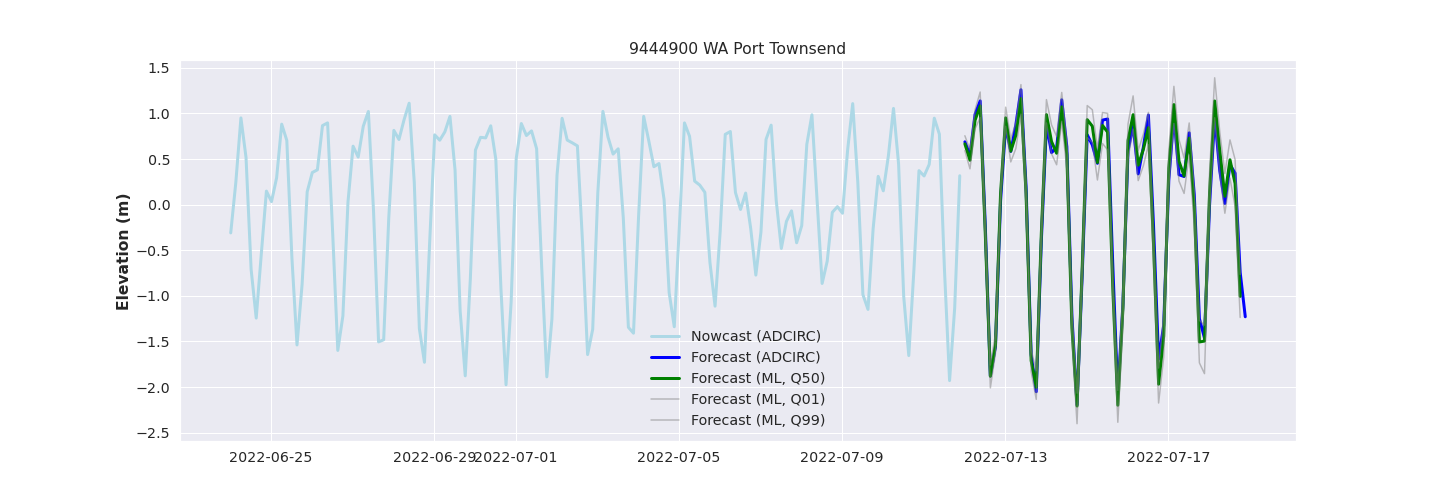 9444900 WA Port Townsend
Elevation (m)
1.5
1.0
0.5
0.0
−0.5
−1.0
−1.5
−2.0
−2.5
Nowcast (ADCIRC)
Forecast (ADCIRC)
Forecast (ML, Q50)
Forecast (ML, Q01)
Forecast (ML, Q99)
2022-06-25 2022-06-29 2022-07-01 2022-07-05 2022-07-09 2022-07-13 2022-07-17